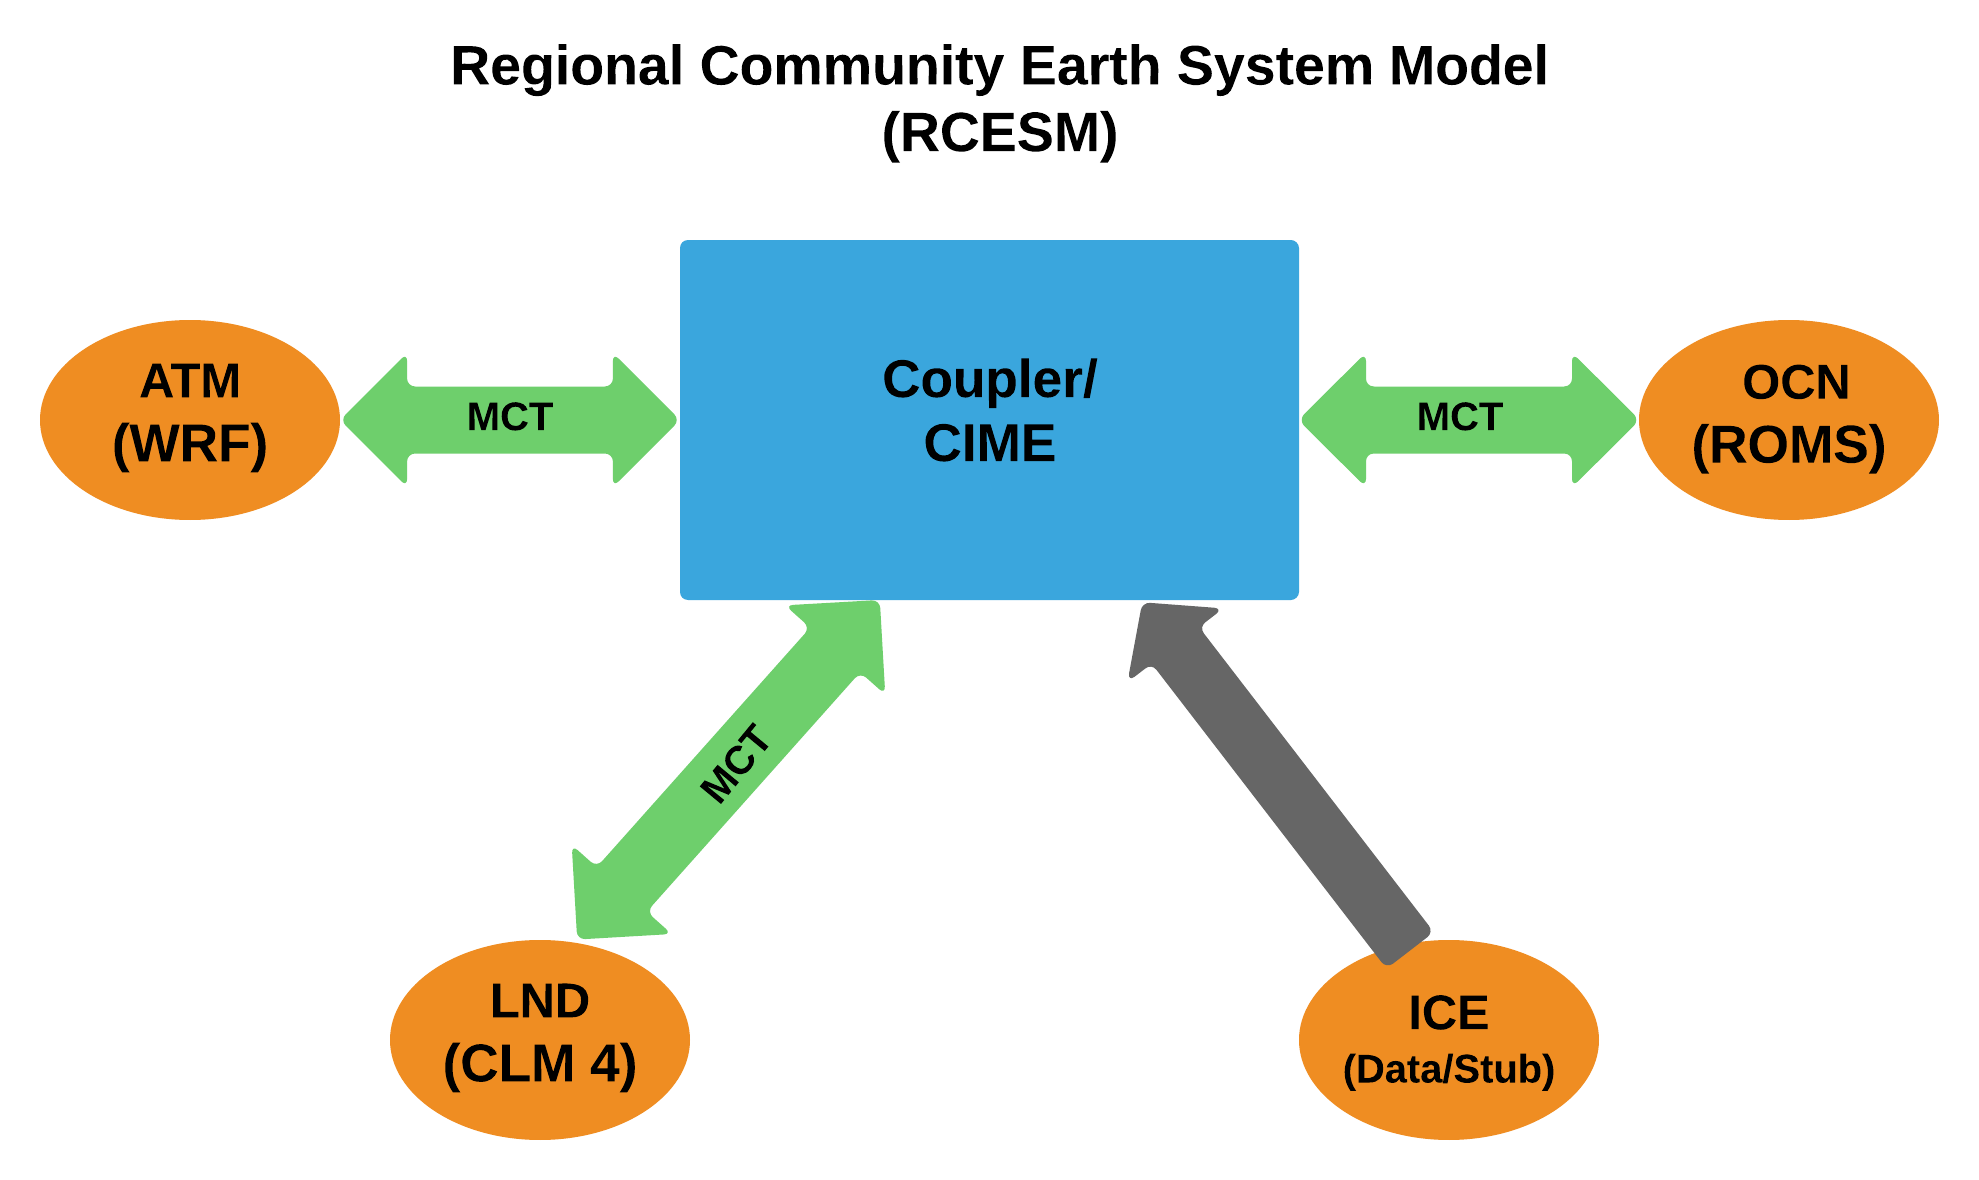 Regional Community Earth System Model
(RCESM)
ATM
(WRF)
MCT
Coupler/
CIME
MCT
OCN
(ROMS)
MCT
LND
(CLM 4)
ICE
(Data/Stub)